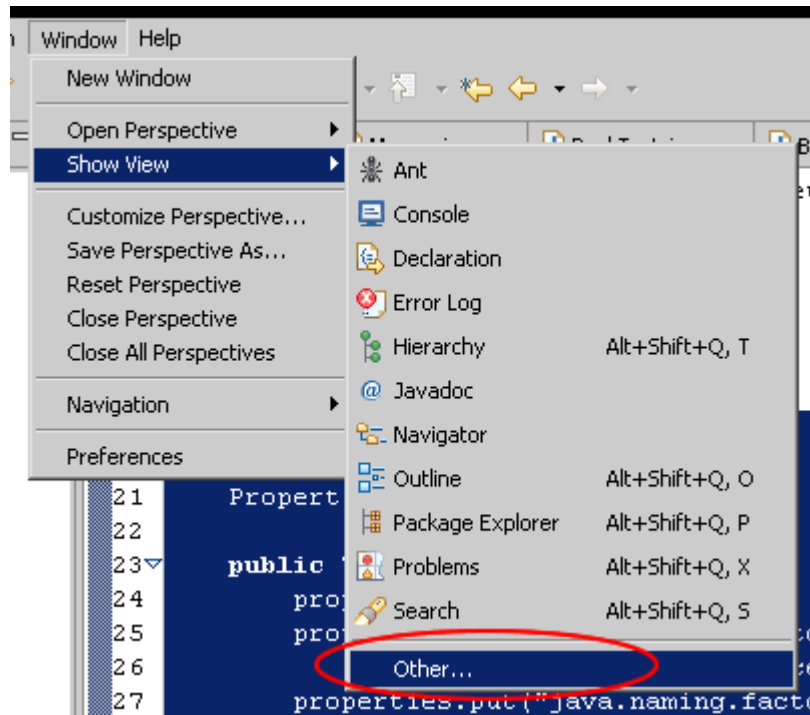 Window Help
New Window
Open Perspective
Show View
Customize Perspective...
Save Perspective As...
Reset Perspective
Close Perspective
Close All Perspectives
Navigation
Preferences
Ant
Console
Declaration
Error Log
Hierarchy Alt+Shift+Q, T
Javadoc
Navigator
Outline Alt+Shift+Q, O
Package Explorer Alt+Shift+Q, P
Problems Alt+Shift+Q, X
Search Alt+Shift+Q, S
Other...
21 Propert
22
23 public
24 pro
25 pro
26
27 properties.put("java.naming.facto